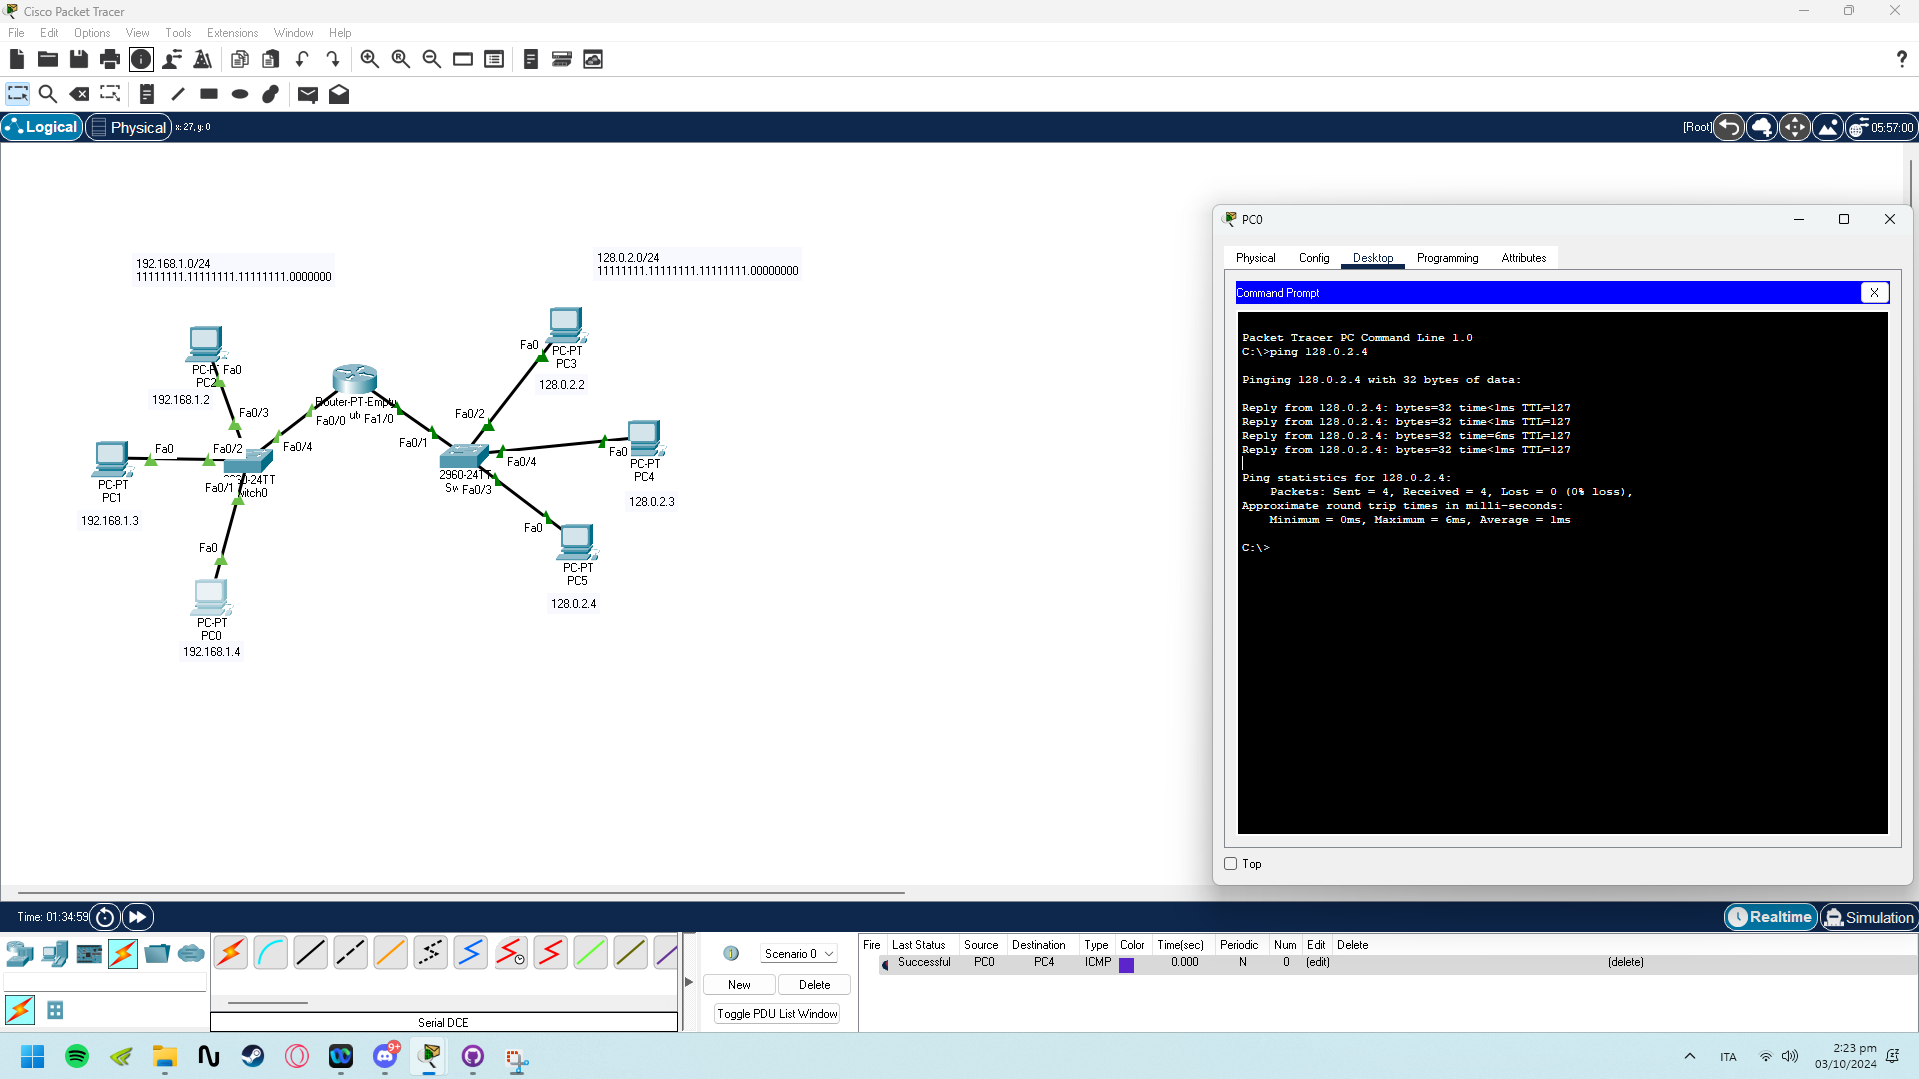 Cisco Packet Tracer
File Edit Options View Tools Extensions Window Help
Logical
Physical
x: 27, y: 0
[Root]
05:57:00
192.168.1.0/24
11111111.11111111.11111111.0000000
128.0.2.0/24
11111111.11111111.11111111.00000000
PC2
Fa0
192.168.1.2
Fa0/3
Fa0
Fa0/2
PC-PT
PC1
192.168.1.3
Fa0/1
Fa0
PC-PT
PC0
192.168.1.4
Router-PT-Empty
Fa0/0
Fa1/0
Fa0/4
Fa0/1
Fa0/2
2960-24TT
Fa0/4
Fa0/3
Fa0
PC-PT
PC3
128.0.2.2
Fa0
PC-PT
PC4
128.0.2.3
Fa0
PC-PT
PC5
128.0.2.4
PC0
Physical Config Desktop Programming Attributes
Command Prompt
X
Packet Tracer PC Command Line 1.0
C:\>ping 128.0.2.4
Pinging 128.0.2.4 with 32 bytes of data:
Reply from 128.0.2.4: bytes=32 time<1ms TTL=127
Reply from 128.0.2.4: bytes=32 time<1ms TTL=127
Reply from 128.0.2.4: bytes=32 time=6ms TTL=127
Reply from 128.0.2.4: bytes=32 time<1ms TTL=127
Ping statistics for 128.0.2.4:
Packets: Sent = 4, Received = 4, Lost = 0 (0% loss),
Approximate round trip times in milli-seconds:
Minimum = 0ms, Maximum = 6ms, Average = 1ms
C:\>
Top
Time: 01:34:59
Realtime
Simulation
Serial DCE
Scenario 0
New
Delete
Toggle PDU List Window
Fire Last Status Source Destination Type Color Time(sec) Periodic Num Edit Delete
Successful PC0 PC4 ICMP 0.000 N 0 (edit) (delete)
9+
ITA
2:23 pm
03/10/2024